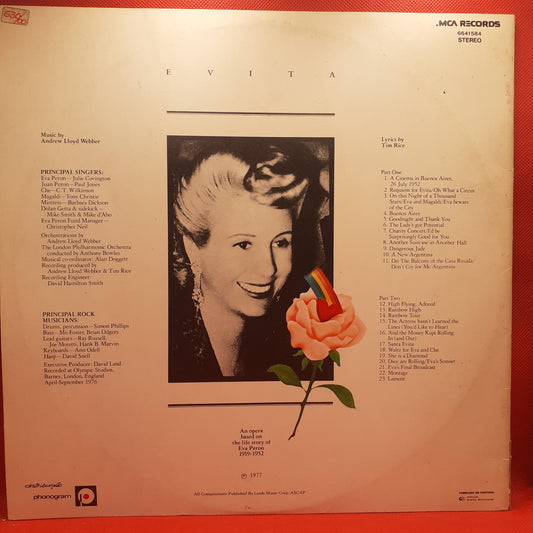 MCA RECORDS
6641584
STEREO
EVITA
Music by
Andrew Lloyd Webber
PRINCIPAL SINGERS:
Eva Peron—Julie Covington
Juan Peron—Paul Jones
Che—C.T. Wilkinson
Magaldi—Tony Christie
Mistress—Barbara Dickson
Dolan Getta & sidekick—
Mike Smith & Mike d'Abo
Eva Peron Fund Manager—
Christopher Neil
Orchestrations by
Andrew Lloyd Webber
The London Philharmonic Orchestra
conducted by Anthony Bowles
Musical coordinator: Alan Doggett
Recording produced by
Andrew Lloyd Webber & Tim Rice
Recording Engineer:
David Hamilton Smith
PRINCIPAL ROCK
MUSICIANS:
Drums, percussion—Simon Phillips
Bass—Mo Foster, Brian Odgers
Lead guitars—Ray Russell,
Joe Moretti, Hank B. Marvin
Keyboards—Ann Odell
Harp—David Snell
Executive Producer: David Land
Recorded at Olympic Studios,
Barnes, London, England
April-September 1976
Lyrics by
Tim Rice
Part One
1. A Cinema in Buenos Aires,
26 July 1952
2. Requiem for Evita/Oh What a Circus
3. On this Night of a Thousand
Stars/Eva and Magaldi/Eva beware
of the City
4. Buenos Aires
5. Goodnight and Thank You
6. The Lady's got Potential
7. Charity Concert/I'd be
Surprisingly Good for You
8. Another Suitcase in Another Hall
9. Dangerous Jade
10. A New Argentina
11. On The Balcony of the Casa Rosada/
Don't Cry for Me Argentina
Part Two
12. High Flying, Adored
13. Rainbow High
14. Rainbow Tour
15. The Actress hasn't Learned the
Lines (You'd Like to Hear)
16. And the Money Kept Rolling
In (and Out)
17. Santa Evita
18. Waltz for Eva and Che
19. She is a Diamond
20. Dice are Rolling/Eva's Sonnet
21. Eva's Final Broadcast
22. Montage
23. Lament
An opera
based on
the life story of
Eva Peron
1919-1952
℗ 1977
All Compositions Published By Leeds Music Corp. ASCAP
phonogram